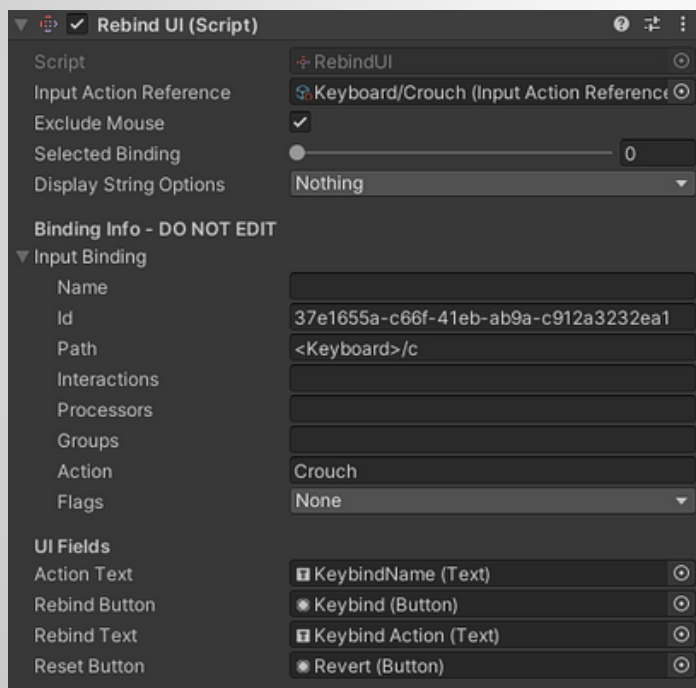 Rebind UI (Script)
Script RebindUI
Input Action Reference Keyboard/Crouch (Input Action Reference
Exclude Mouse
Selected Binding 0
Display String Options Nothing
Binding Info - DO NOT EDIT
Input Binding
Name
Id 37e1655a-c66f-41eb-ab9a-c912a3232ea1
Path <Keyboard>/c
Interactions
Processors
Groups
Action Crouch
Flags None
UI Fields
Action Text KeybindName (Text)
Rebind Button Keybind (Button)
Rebind Text Keybind Action (Text)
Reset Button Revert (Button)